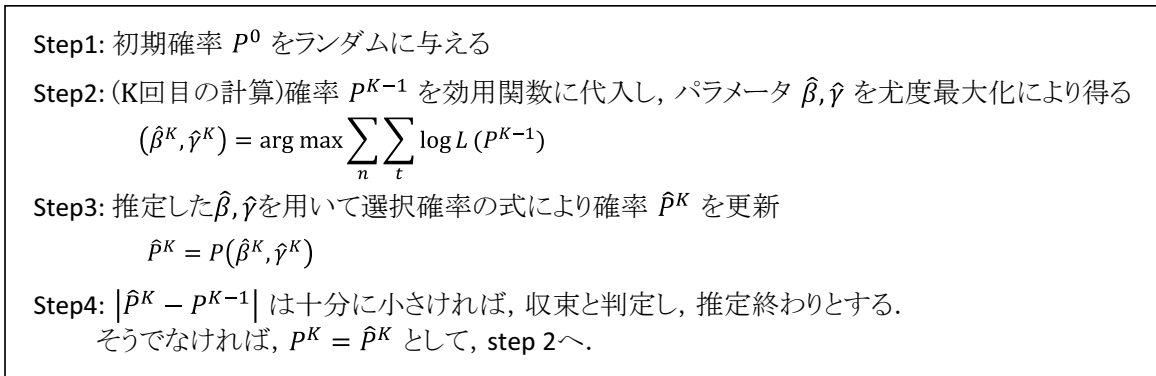 Step1: 初期確率 P⁰ をランダムに与える
Step2: (K回目の計算)確率 P^{K−1} を効用関数に代入し, パラメータ β̂, γ̂ を尤度最大化により得る
(β̂^K, γ̂^K) = arg max ∑_n ∑_t log L (P^{K−1})
Step3: 推定したβ̂, γ̂を用いて選択確率の式により確率 P̂^K を更新
P̂^K = P(β̂^K, γ̂^K)
Step4: |P̂^K − P^{K−1}| は十分に小さければ, 収束と判定し, 推定終わりとする.
そうでなければ, P^K = P̂^K として, step 2へ.